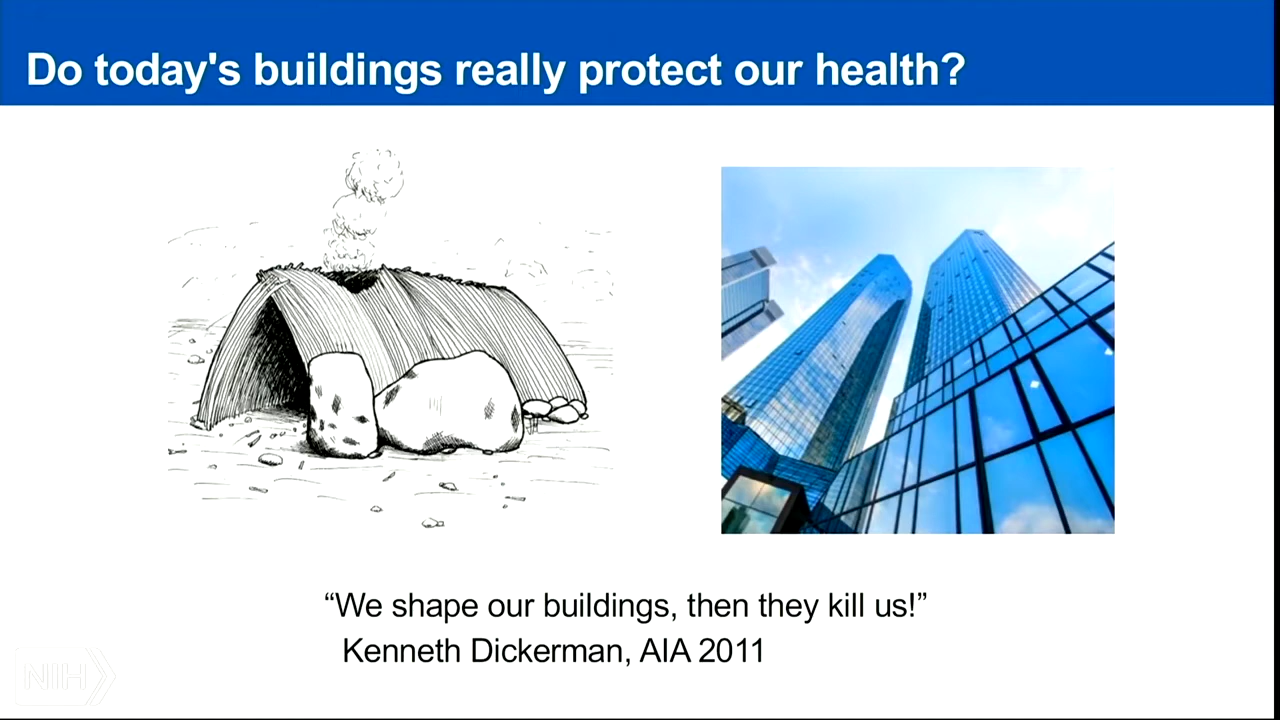 Do today's buildings really protect our health?
“We shape our buildings, then they kill us!”
Kenneth Dickerman, AIA 2011
NIH